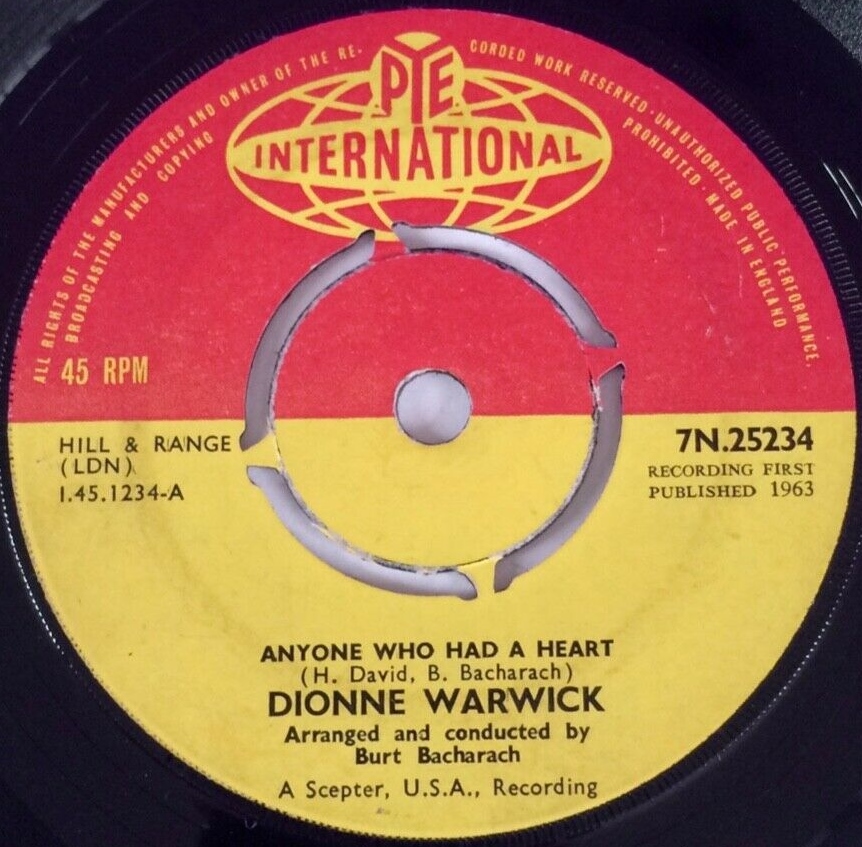 ALL RIGHTS OF THE MANUFACTURERS AND OWNER OF THE RE-
CORDED WORK RESERVED·UNAUTHORIZED PUBLIC PERFORMANCE,
BROADCASTING AND COPYING
PROHIBITED·MADE IN ENGLAND
PYE
INTERNATIONAL
45 RPM
HILL & RANGE
(LDN)
I.45.1234-A
7N.25234
RECORDING FIRST
PUBLISHED 1963
ANYONE WHO HAD A HEART
(H. David, B. Bacharach)
DIONNE WARWICK
Arranged and conducted by
Burt Bacharach
A Scepter, U.S.A., Recording